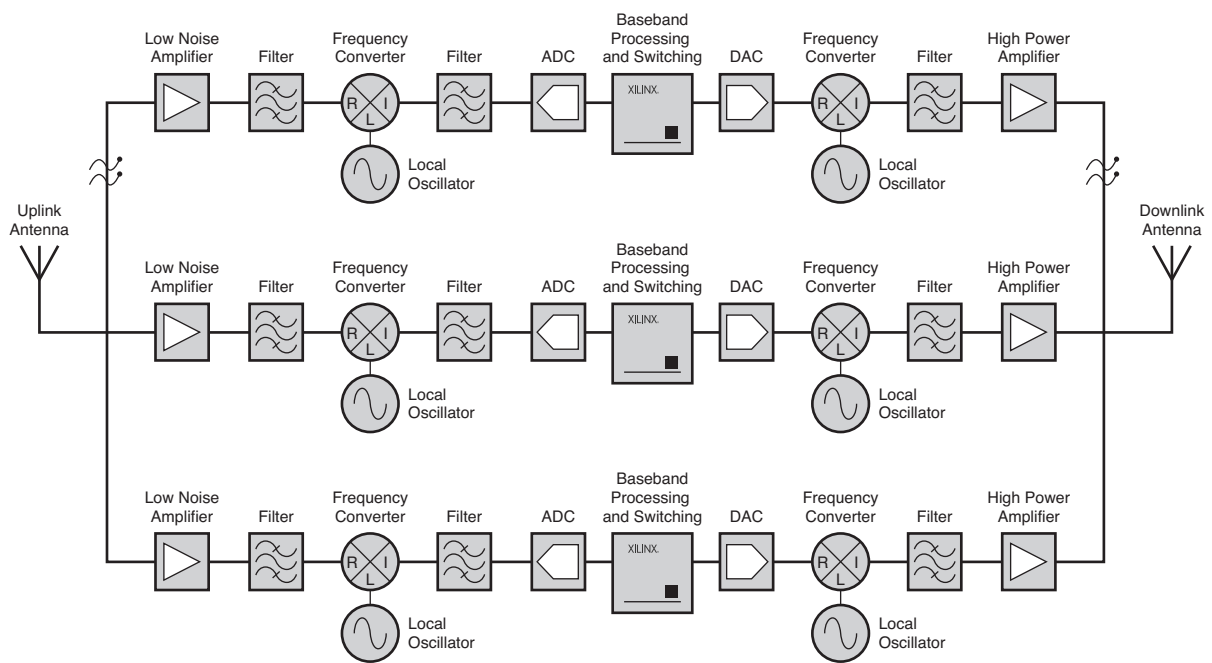 Low Noise
Amplifier
Filter
Frequency
Converter
Filter
ADC
Baseband
Processing
and Switching
DAC
Frequency
Converter
Filter
High Power
Amplifier
R
I
L
XILINX.
R
I
L
Local
Oscillator
Local
Oscillator
Uplink
Antenna
Downlink
Antenna
Low Noise
Amplifier
Filter
Frequency
Converter
Filter
ADC
Baseband
Processing
and Switching
DAC
Frequency
Converter
Filter
High Power
Amplifier
R
I
L
XILINX.
R
I
L
Local
Oscillator
Local
Oscillator
Low Noise
Amplifier
Filter
Frequency
Converter
Filter
ADC
Baseband
Processing
and Switching
DAC
Frequency
Converter
Filter
High Power
Amplifier
R
I
L
XILINX.
R
I
L
Local
Oscillator
Local
Oscillator